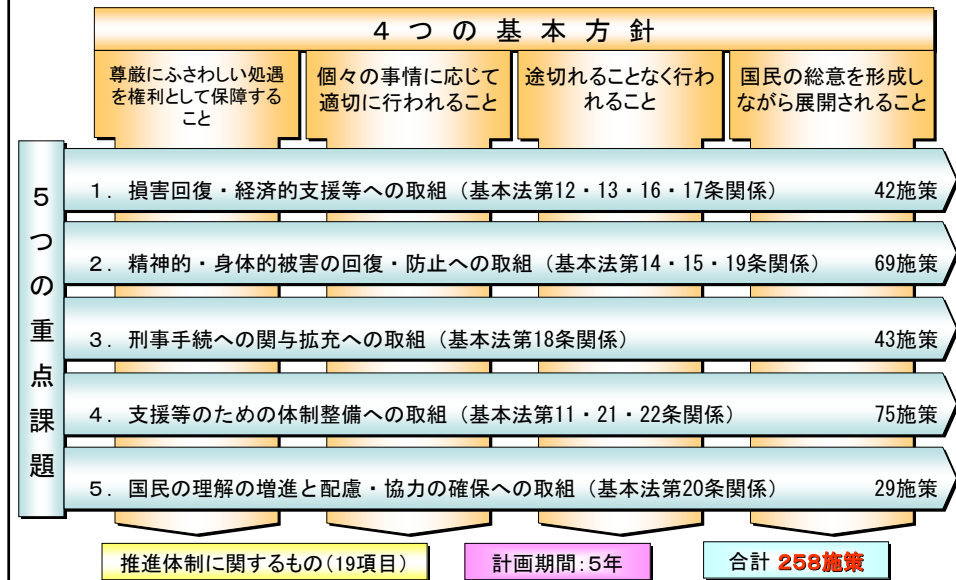 ４つの基本方針
尊厳にふさわしい処遇
を権利として保障する
こと
個々の事情に応じて
適切に行われること
途切れることなく行わ
れること
国民の総意を形成し
ながら展開されること
５つの重点課題
１．損害回復・経済的支援等への取組（基本法第12・13・16・17条関係） 42施策
２．精神的・身体的被害の回復・防止への取組（基本法第14・15・19条関係） 69施策
３．刑事手続への関与拡充への取組（基本法第18条関係） 43施策
４．支援等のための体制整備への取組（基本法第11・21・22条関係） 75施策
５．国民の理解の増進と配慮・協力の確保への取組（基本法第20条関係） 29施策
推進体制に関するもの（19項目）
計画期間：５年
合計 258施策